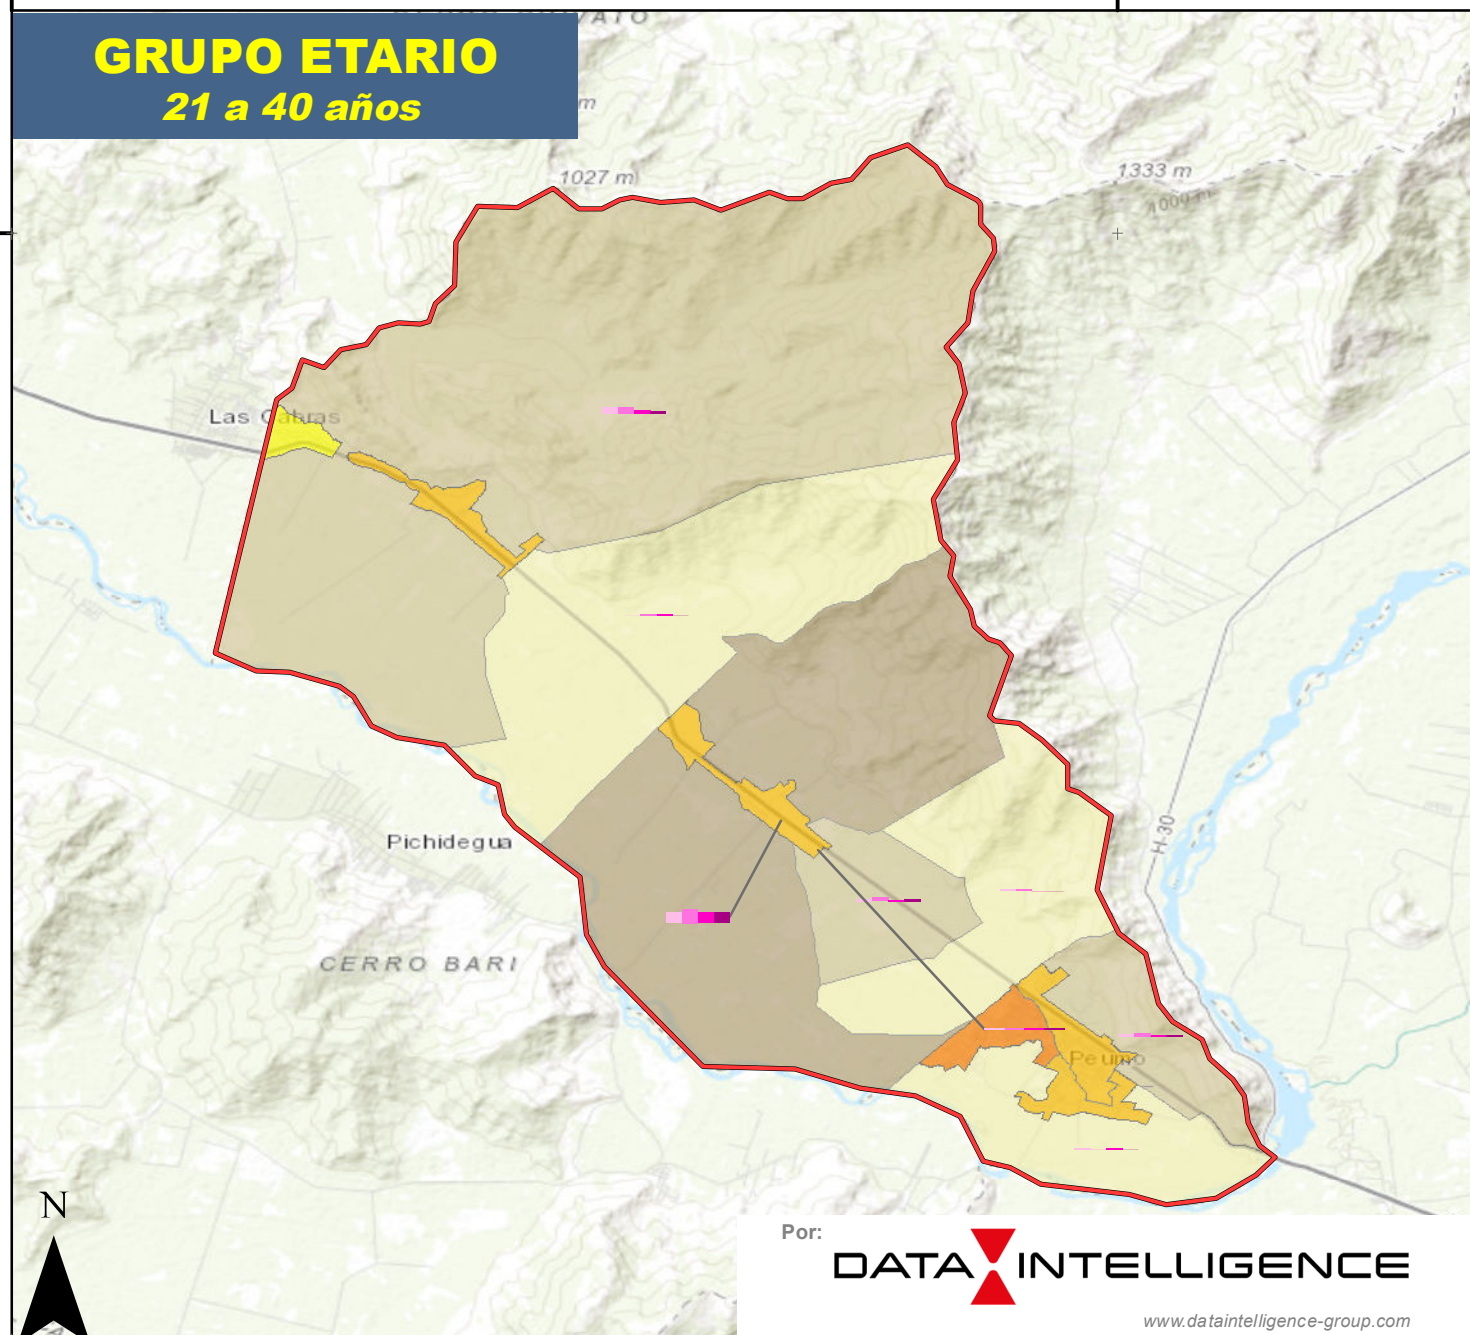 GRUPO ETARIO
21 a 40 años
m
1027 m
1333 m
1000 m
Las Cabras
H-30
Pichidegua
CERRO BARI
Peumo
N
Por:
DATA INTELLIGENCE
www.dataintelligence-group.com